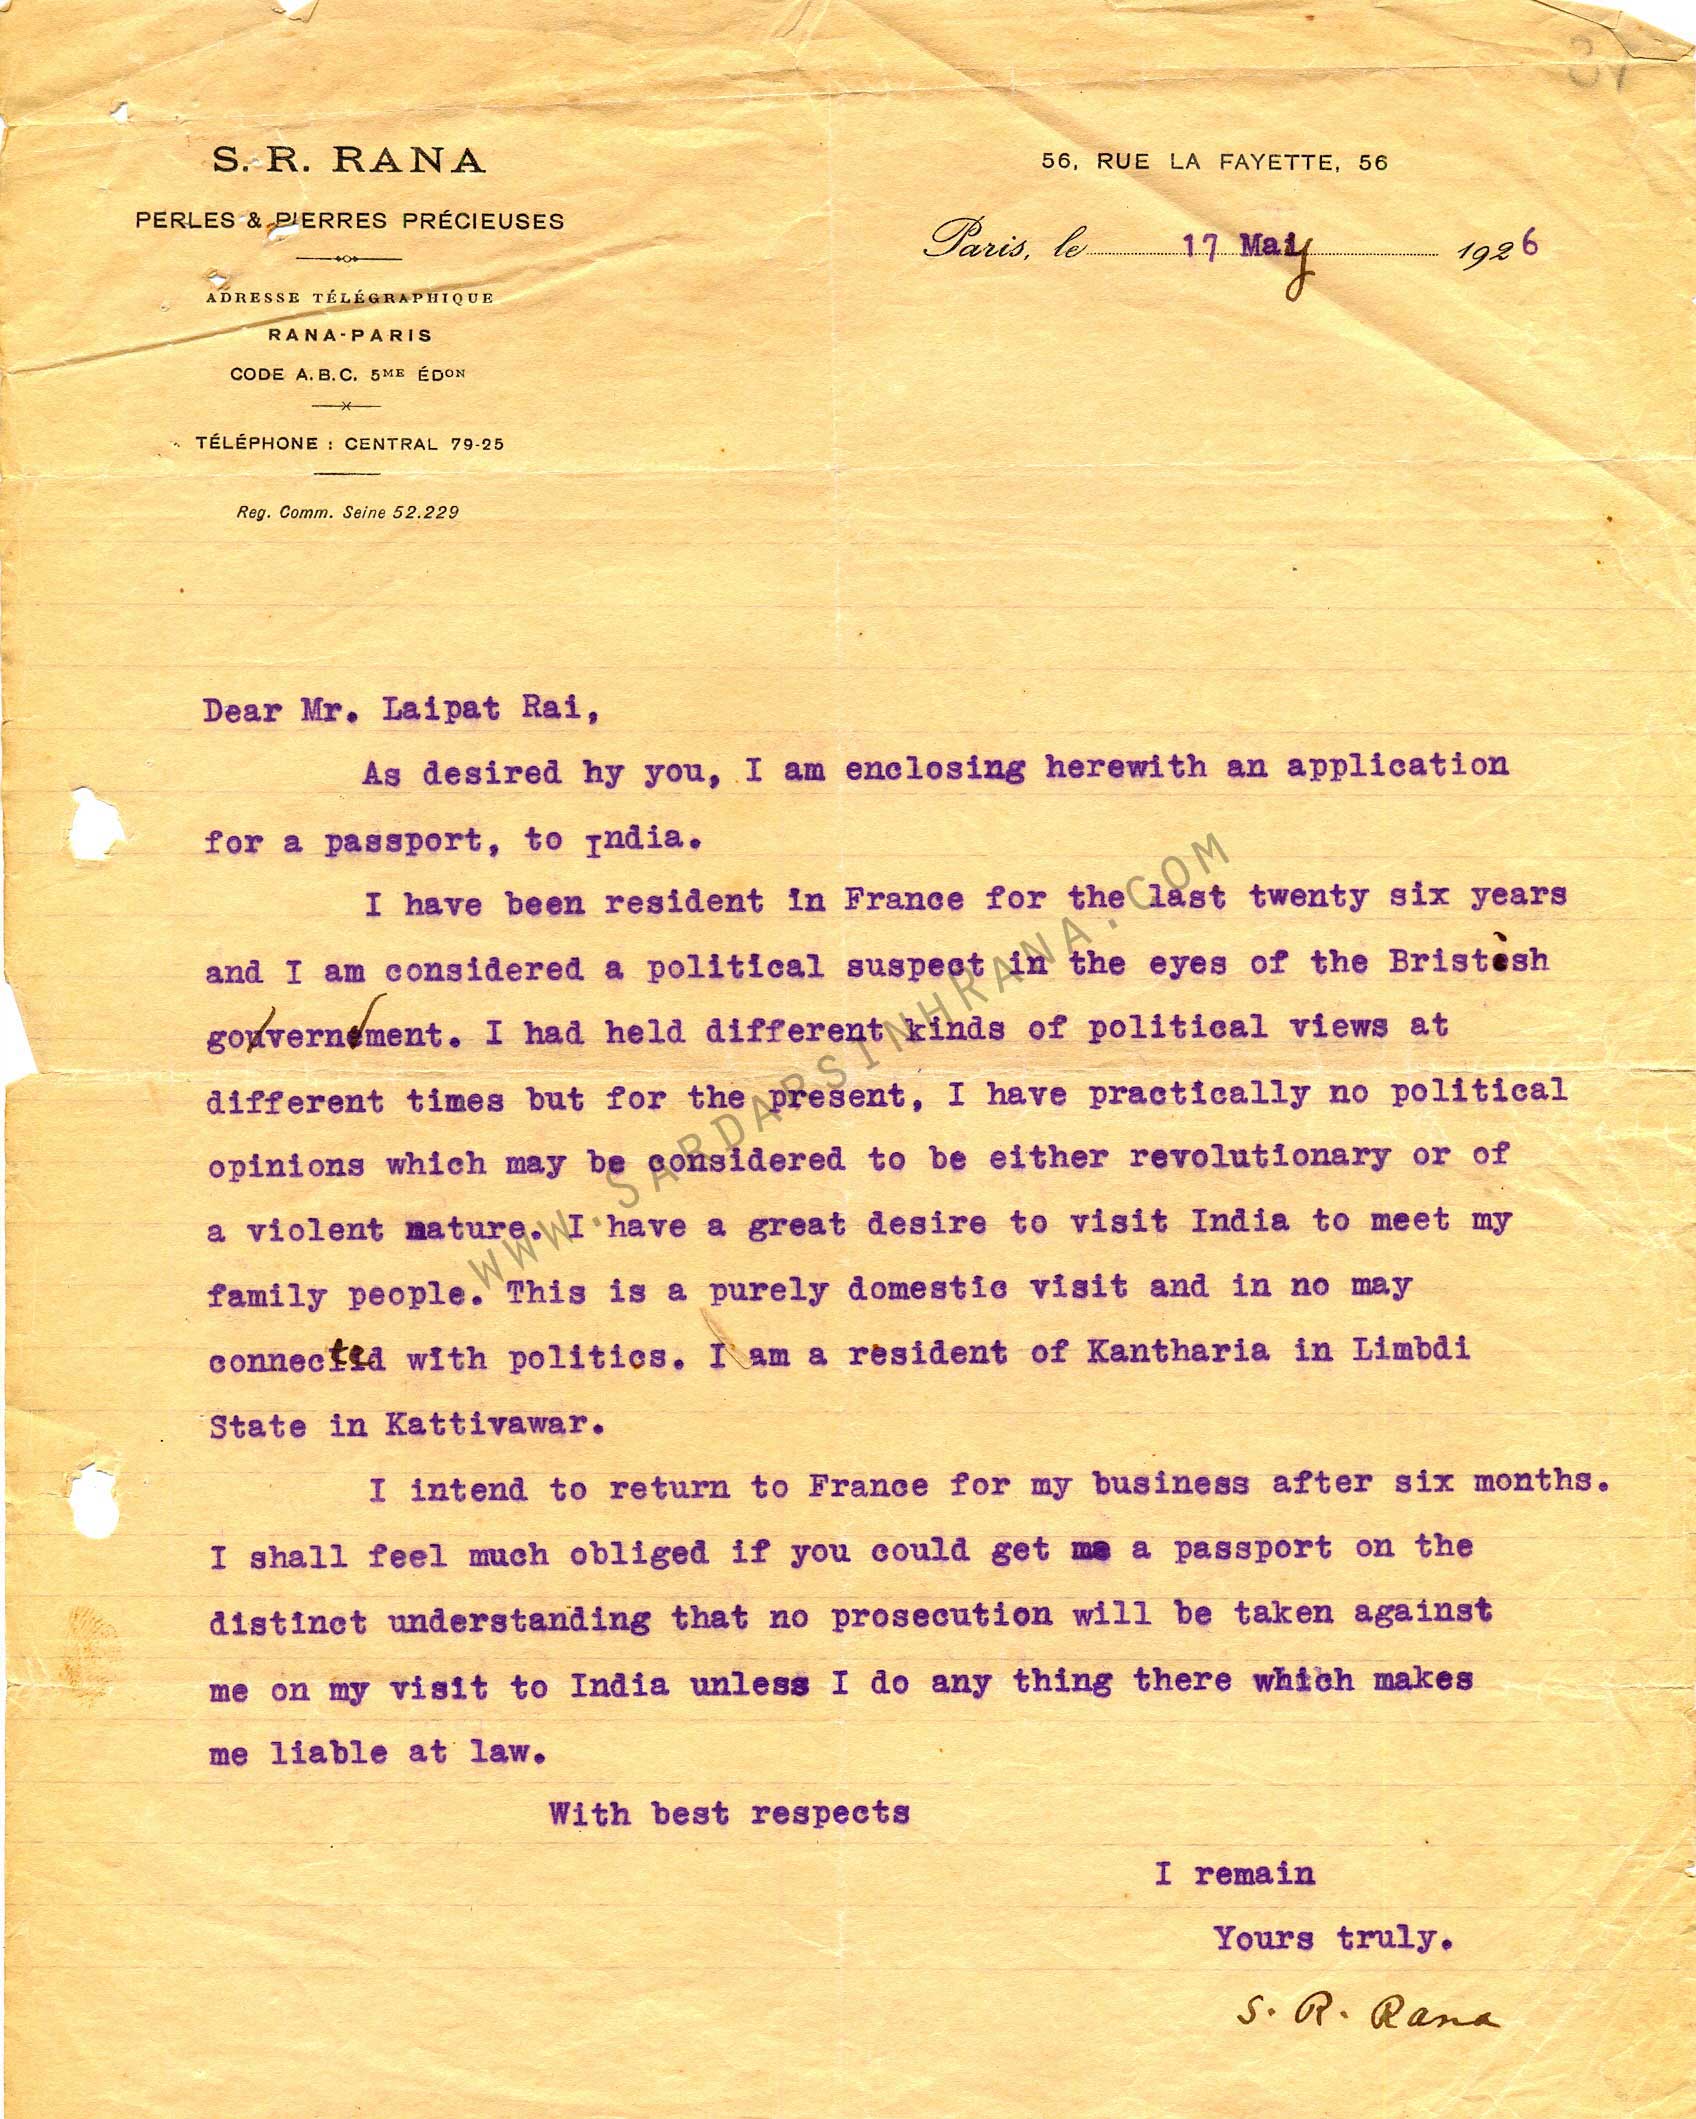 31
S. R. RANA
PERLES & PIERRES PRÉCIEUSES
ADRESSE TÉLÉGRAPHIQUE
RANA-PARIS
CODE A.B.C. 5ME ÉDON
TÉLÉPHONE : CENTRAL 79-25
Reg. Comm. Seine 52.229
56, RUE LA FAYETTE, 56
Paris, le 17 May 1926
Dear Mr. Laipat Rai,
As desired hy you, I am enclosing herewith an application
for a passport, to India.
I have been resident in France for the last twenty six years
and I am considered a political suspect in the eyes of the Bristish
government. I had held different kinds of political views at
different times but for the present, I have practically no political
opinions which may be considered to be either revolutionary or of
a violent nature. I have a great desire to visit India to meet my
family people. This is a purely domestic visit and in no may
connected with politics. I am a resident of Kantharia in Limbdi
State in Kattivawar.
I intend to return to France for my business after six months.
I shall feel much obliged if you could get me a passport on the
distinct understanding that no prosecution will be taken against
me on my visit to India unless I do any thing there which makes
me liable at law.
With best respects
I remain
Yours truly.
S. R. Rana
WWW.SARDARSINHRANA.COM